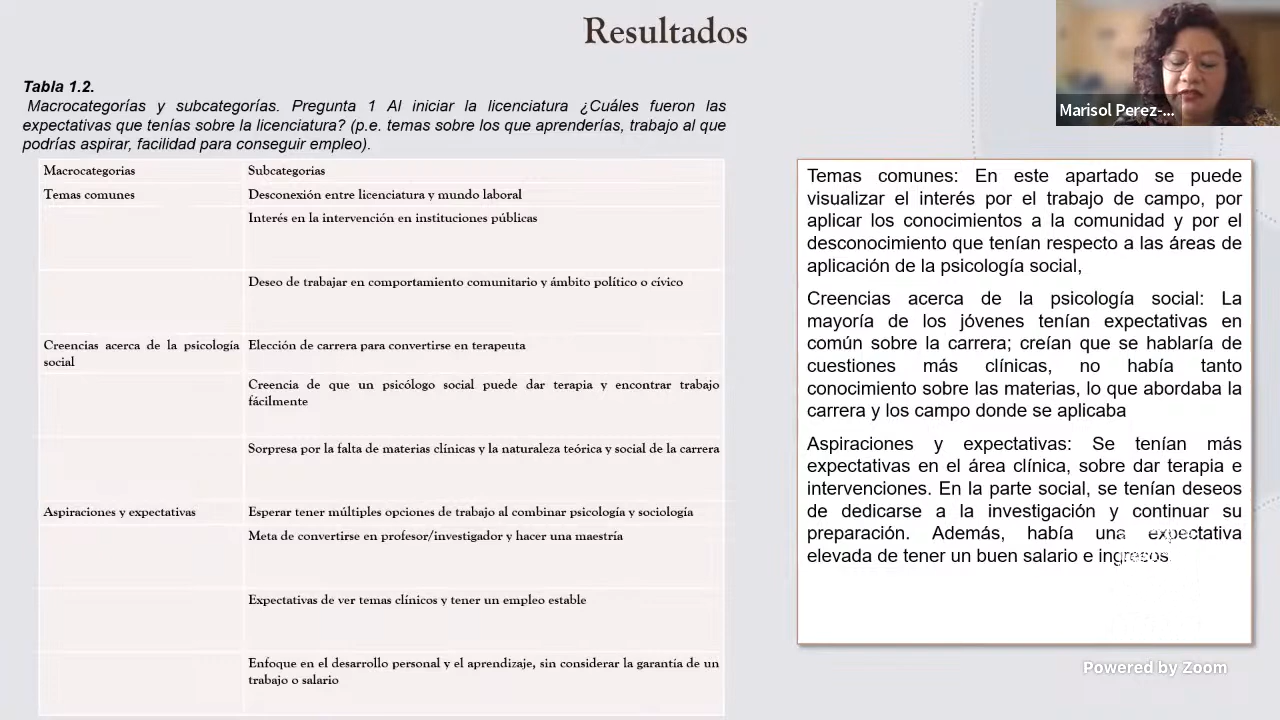 Resultados
Marisol Perez-...
Tabla 1.2.
Macrocategorías y subcategorías. Pregunta 1 Al iniciar la licenciatura ¿Cuáles fueron las
expectativas que tenías sobre la licenciatura? (p.e. temas sobre los que aprenderías, trabajo al que
podrías aspirar, facilidad para conseguir empleo).
Macrocategorias Subcategorias
Temas comunes Desconexión entre licenciatura y mundo laboral
Interés en la intervención en instituciones públicas
Deseo de trabajar en comportamiento comunitario y ámbito político o cívico
Creencias acerca de la psicología Elección de carrera para convertirse en terapeuta
social
Creencia de que un psicólogo social puede dar terapia y encontrar trabajo
fácilmente
Sorpresa por la falta de materias clínicas y la naturaleza teórica y social de la carrera
Aspiraciones y expectativas Esperar tener múltiples opciones de trabajo al combinar psicología y sociología
Meta de convertirse en profesor/investigador y hacer una maestría
Expectativas de ver temas clínicos y tener un empleo estable
Enfoque en el desarrollo personal y el aprendizaje, sin considerar la garantía de un
trabajo o salario
Temas comunes: En este apartado se puede
visualizar el interés por el trabajo de campo, por
aplicar los conocimientos a la comunidad y por el
desconocimiento que tenían respecto a las áreas de
aplicación de la psicología social,
Creencias acerca de la psicología social: La
mayoría de los jóvenes tenían expectativas en
común sobre la carrera; creían que se hablaría de
cuestiones más clínicas, no había tanto
conocimiento sobre las materias, lo que abordaba la
carrera y los campo donde se aplicaba
Aspiraciones y expectativas: Se tenían más
expectativas en el área clínica, sobre dar terapia e
intervenciones. En la parte social, se tenían deseos
de dedicarse a la investigación y continuar su
preparación. Además, había una expectativa
elevada de tener un buen salario e ingresos
Powered by Zoom